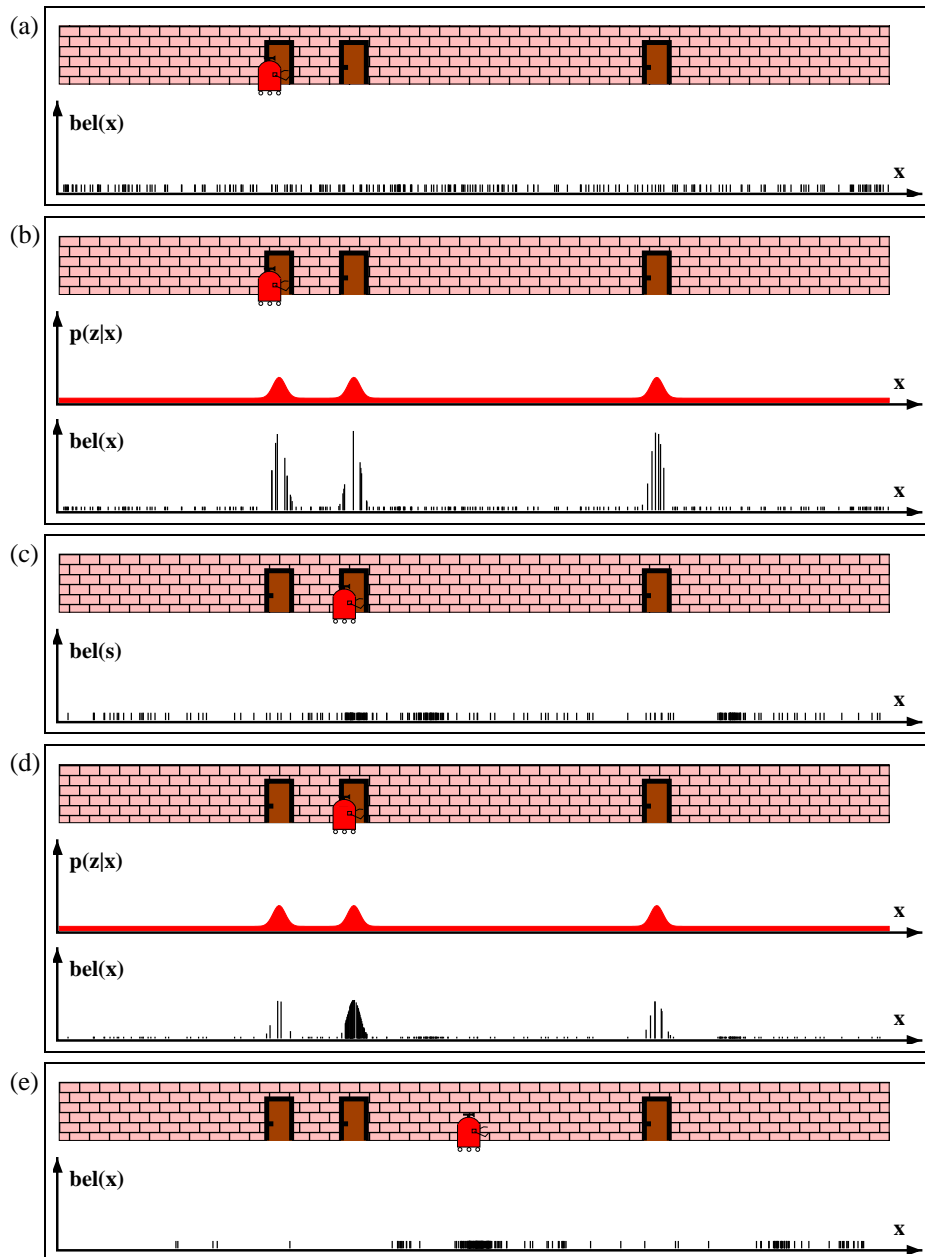 (a)
bel(x)
x
(b)
p(z|x)
x
bel(x)
x
(c)
bel(s)
x
(d)
p(z|x)
x
bel(x)
x
(e)
bel(x)
x